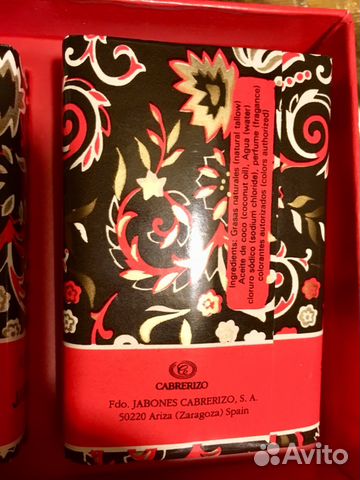 Ingredients: Grasas naturales (natural tallow)
Aceite de coco (coconut oil), Agua (water)
cloruro sódico (sodium chloride), perfume (fragance)
colorantes autorizados (colors authorized)
CABRERIZO
Fdo. JABONES CABRERIZO, S. A.
50220 Ariza (Zaragoza) Spain
Avito